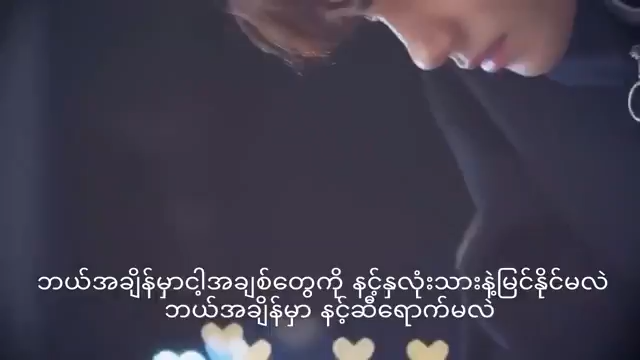 ဘယ်အချိန်မှာငါ့အချစ်တွေကို နင့်နှလုံးသားနဲ့မြင်နိုင်မလဲ
ဘယ်အချိန်မှာ နင့်ဆီရောက်မလဲ